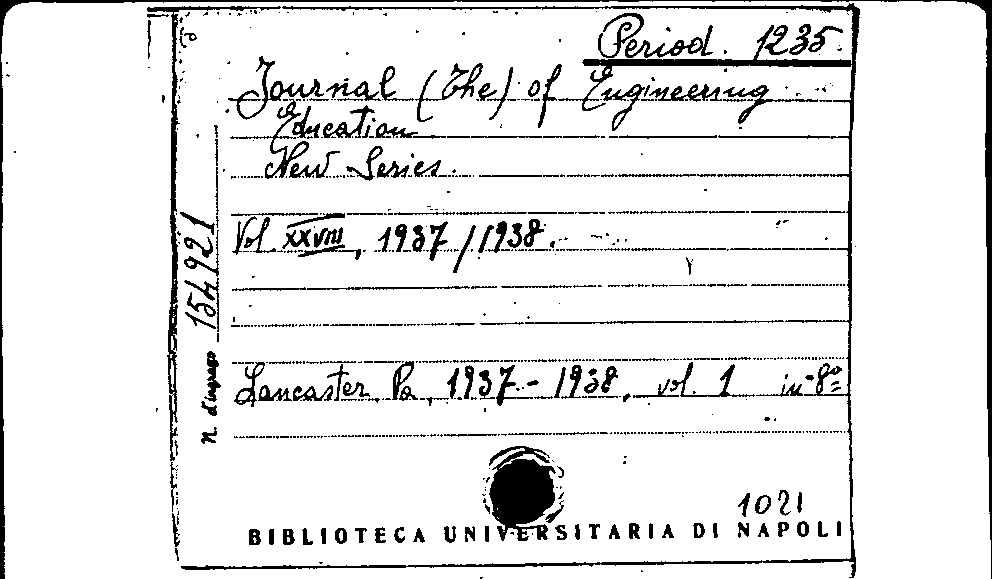 Period. 1235.
Journal (The) of Engineering
Education
New Series.
Vol. XXVIII, 1937/1938.
Lancaster, Pa, 1937-1938, vol. 1 in-8º
N. d'ingresso 154921
1021
BIBLIOTECA UNIVERSITARIA DI NAPOLI